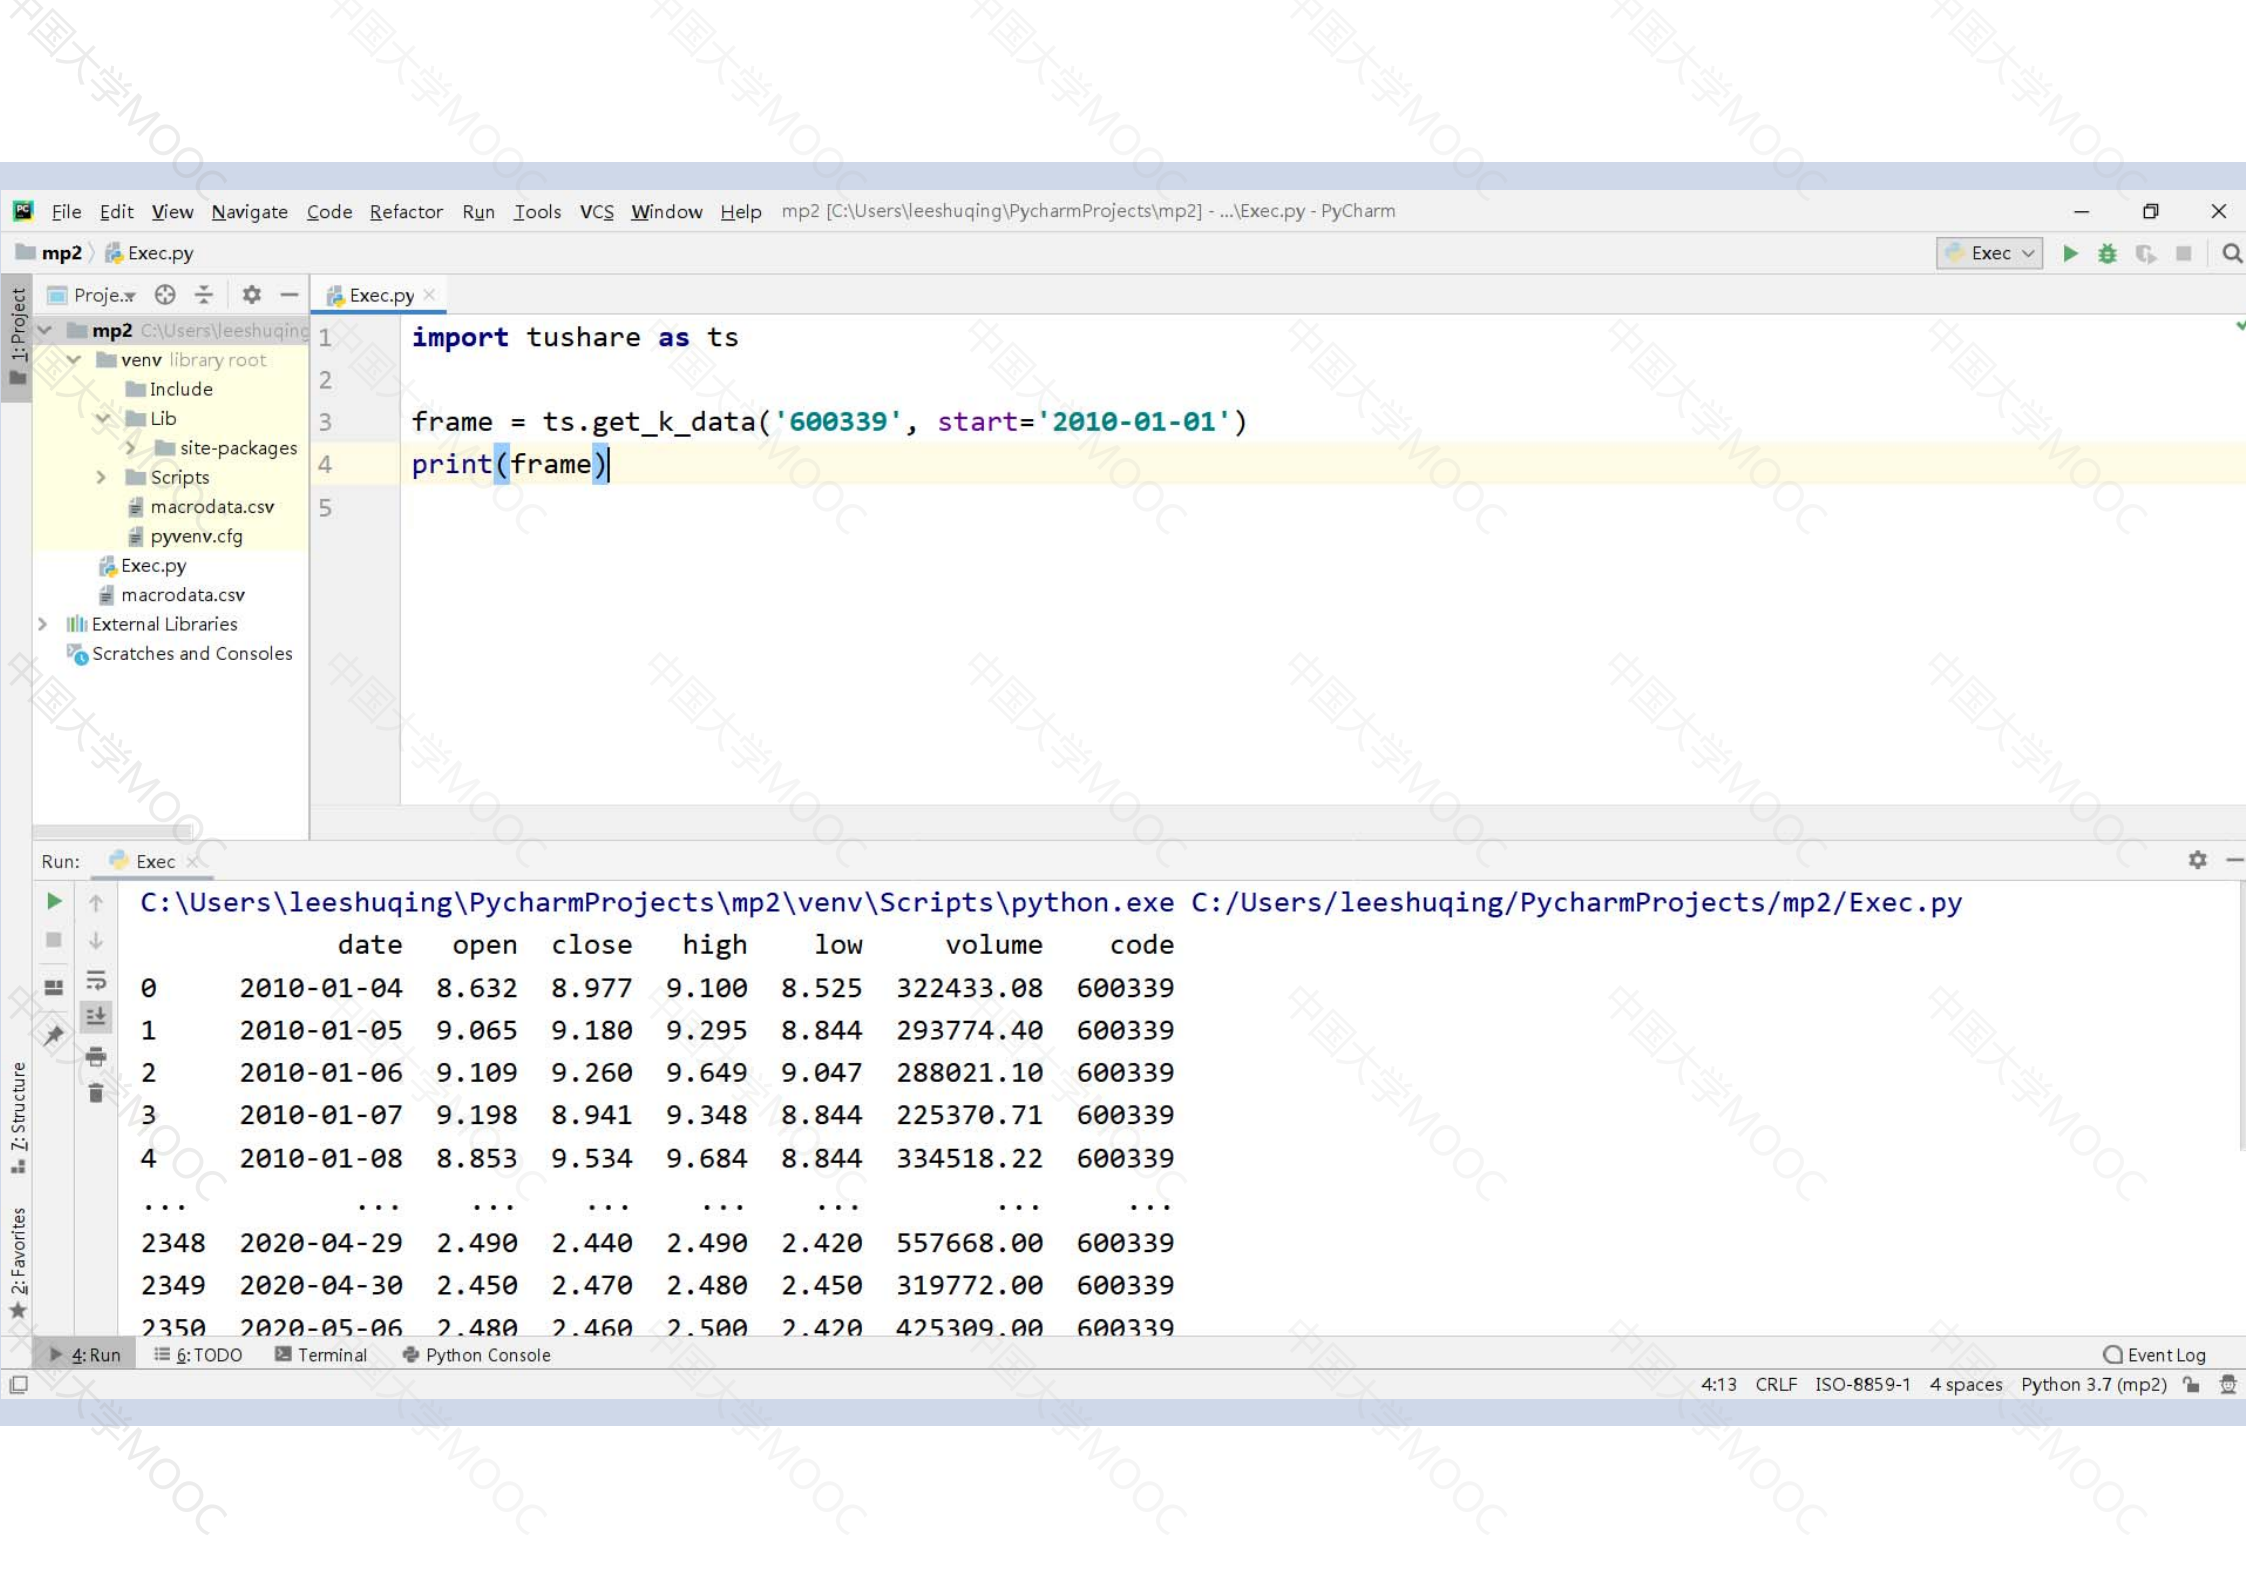 File Edit View Navigate Code Refactor Run Tools VCS Window Help mp2 [C:\Users\leeshuqing\PycharmProjects\mp2] - ...\Exec.py - PyCharm
mp2 Exec.py
Exec
1: Project
Proje..
Exec.py
mp2 C:\Users\leeshuqing
venv library root
Include
Lib
site-packages
Scripts
macrodata.csv
pyvenv.cfg
Exec.py
macrodata.csv
External Libraries
Scratches and Consoles
1 import tushare as ts
2
3 frame = ts.get_k_data('600339', start='2010-01-01')
4 print(frame)
5
Run: Exec
C:\Users\leeshuqing\PycharmProjects\mp2\venv\Scripts\python.exe C:/Users/leeshuqing/PycharmProjects/mp2/Exec.py
date open close high low volume code
0 2010-01-04 8.632 8.977 9.100 8.525 322433.08 600339
1 2010-01-05 9.065 9.180 9.295 8.844 293774.40 600339
2 2010-01-06 9.109 9.260 9.649 9.047 288021.10 600339
3 2010-01-07 9.198 8.941 9.348 8.844 225370.71 600339
4 2010-01-08 8.853 9.534 9.684 8.844 334518.22 600339
... ... ... ... ... ... ... ...
2348 2020-04-29 2.490 2.440 2.490 2.420 557668.00 600339
2349 2020-04-30 2.450 2.470 2.480 2.450 319772.00 600339
2350 2020-05-06 2.480 2.460 2.500 2.420 425309.00 600339
Z: Structure
2: Favorites
4: Run 6: TODO Terminal Python Console
Event Log
4:13 CRLF ISO-8859-1 4 spaces Python 3.7 (mp2)
中国大学MOOC